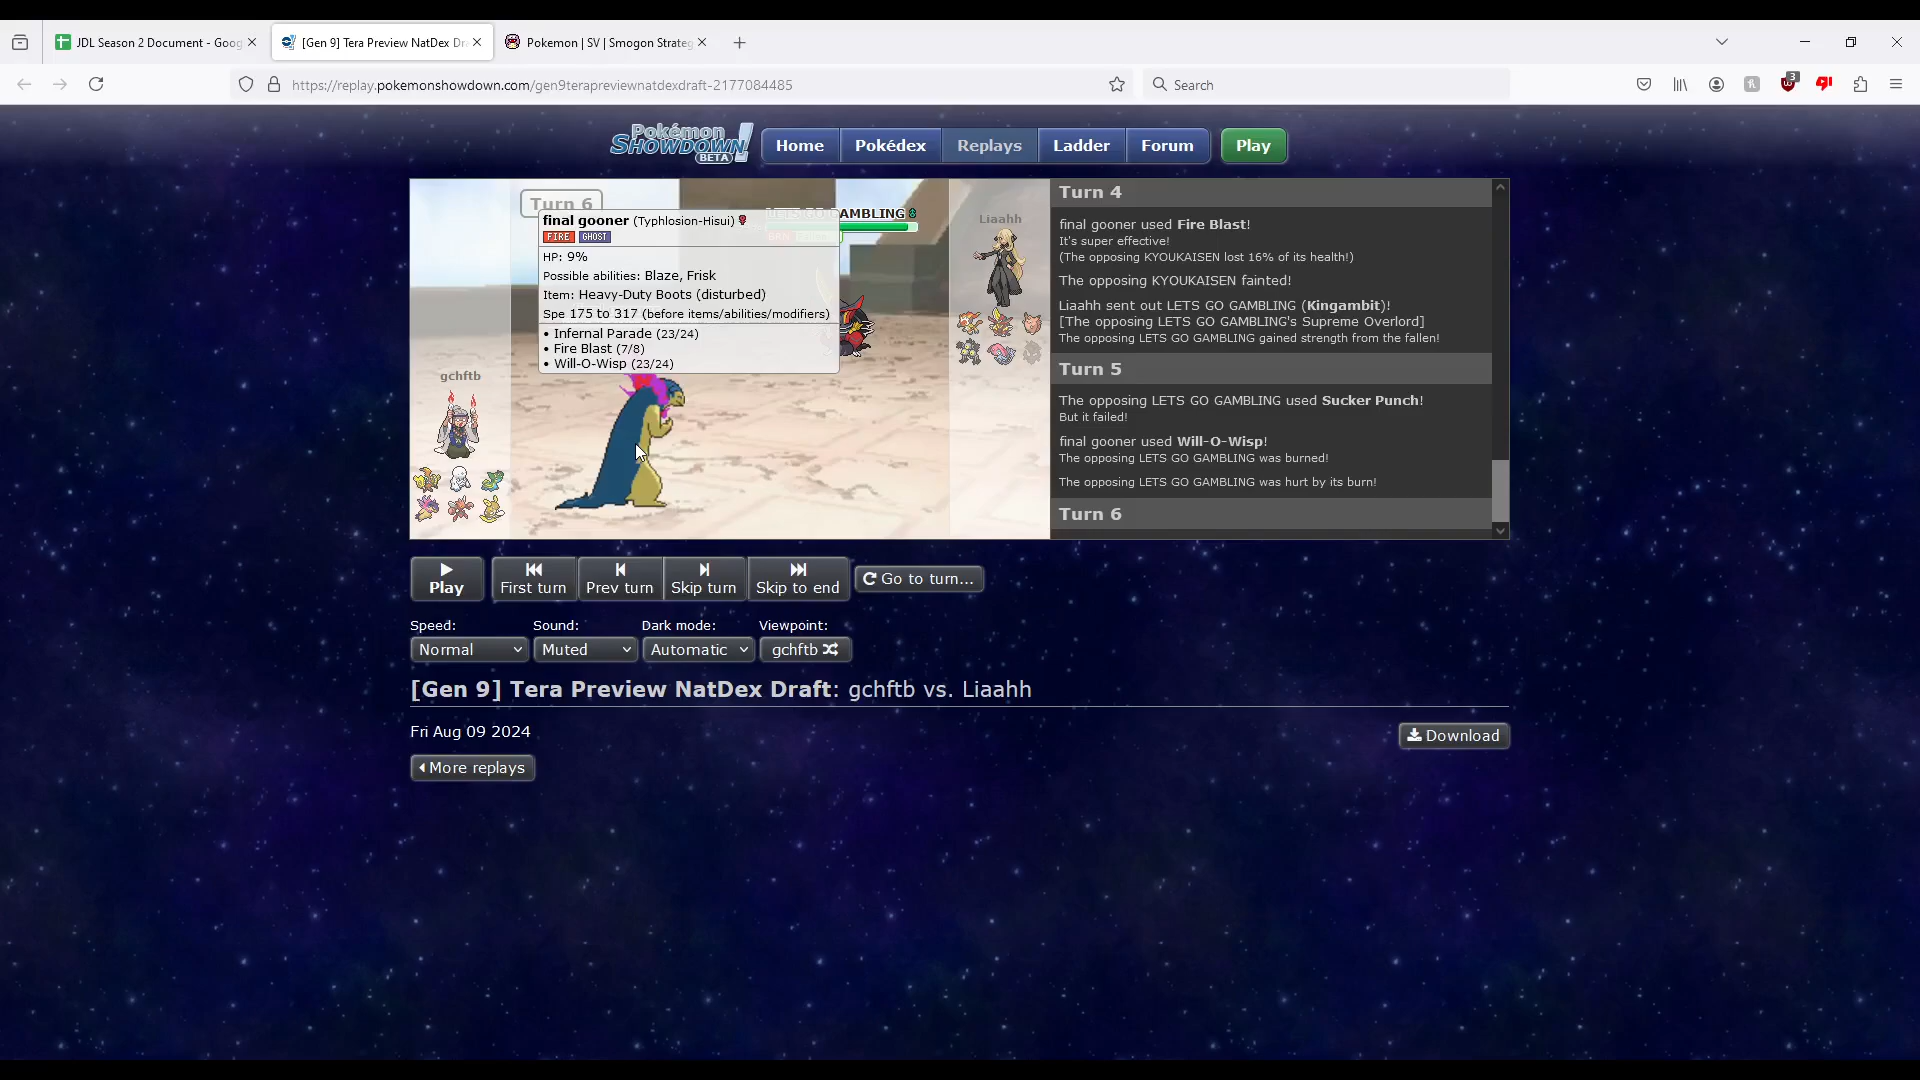 JDL Season 2 Document - Goog
[Gen 9] Tera Preview NatDex Dr
Pokemon | SV | Smogon Strateg
https://replay.pokemonshowdown.com/gen9terapreviewnatdexdraft-2177084485
Search
3
Pokémon
SHOWDOWN!
BETA
Home
Pokédex
Replays
Ladder
Forum
Play
Turn 6
final gooner (Typhlosion-Hisui)
FIRE GHOST
HP: 9%
Possible abilities: Blaze, Frisk
Item: Heavy-Duty Boots (disturbed)
Spe 175 to 317 (before items/abilities/modifiers)
• Infernal Parade (23/24)
• Fire Blast (7/8)
• Will-O-Wisp (23/24)
GAMBLING
gchftb
Liaahh
Turn 4
final gooner used Fire Blast!
It's super effective!
(The opposing KYOUKAISEN lost 16% of its health!)
The opposing KYOUKAISEN fainted!
Liaahh sent out LETS GO GAMBLING (Kingambit)!
[The opposing LETS GO GAMBLING's Supreme Overlord]
The opposing LETS GO GAMBLING gained strength from the fallen!
Turn 5
The opposing LETS GO GAMBLING used Sucker Punch!
But it failed!
final gooner used Will-O-Wisp!
The opposing LETS GO GAMBLING was burned!
The opposing LETS GO GAMBLING was hurt by its burn!
Turn 6
Play
First turn
Prev turn
Skip turn
Skip to end
Go to turn...
Speed:
Sound:
Dark mode:
Viewpoint:
Normal
Muted
Automatic
gchftb
[Gen 9] Tera Preview NatDex Draft: gchftb vs. Liaahh
Fri Aug 09 2024
Download
More replays